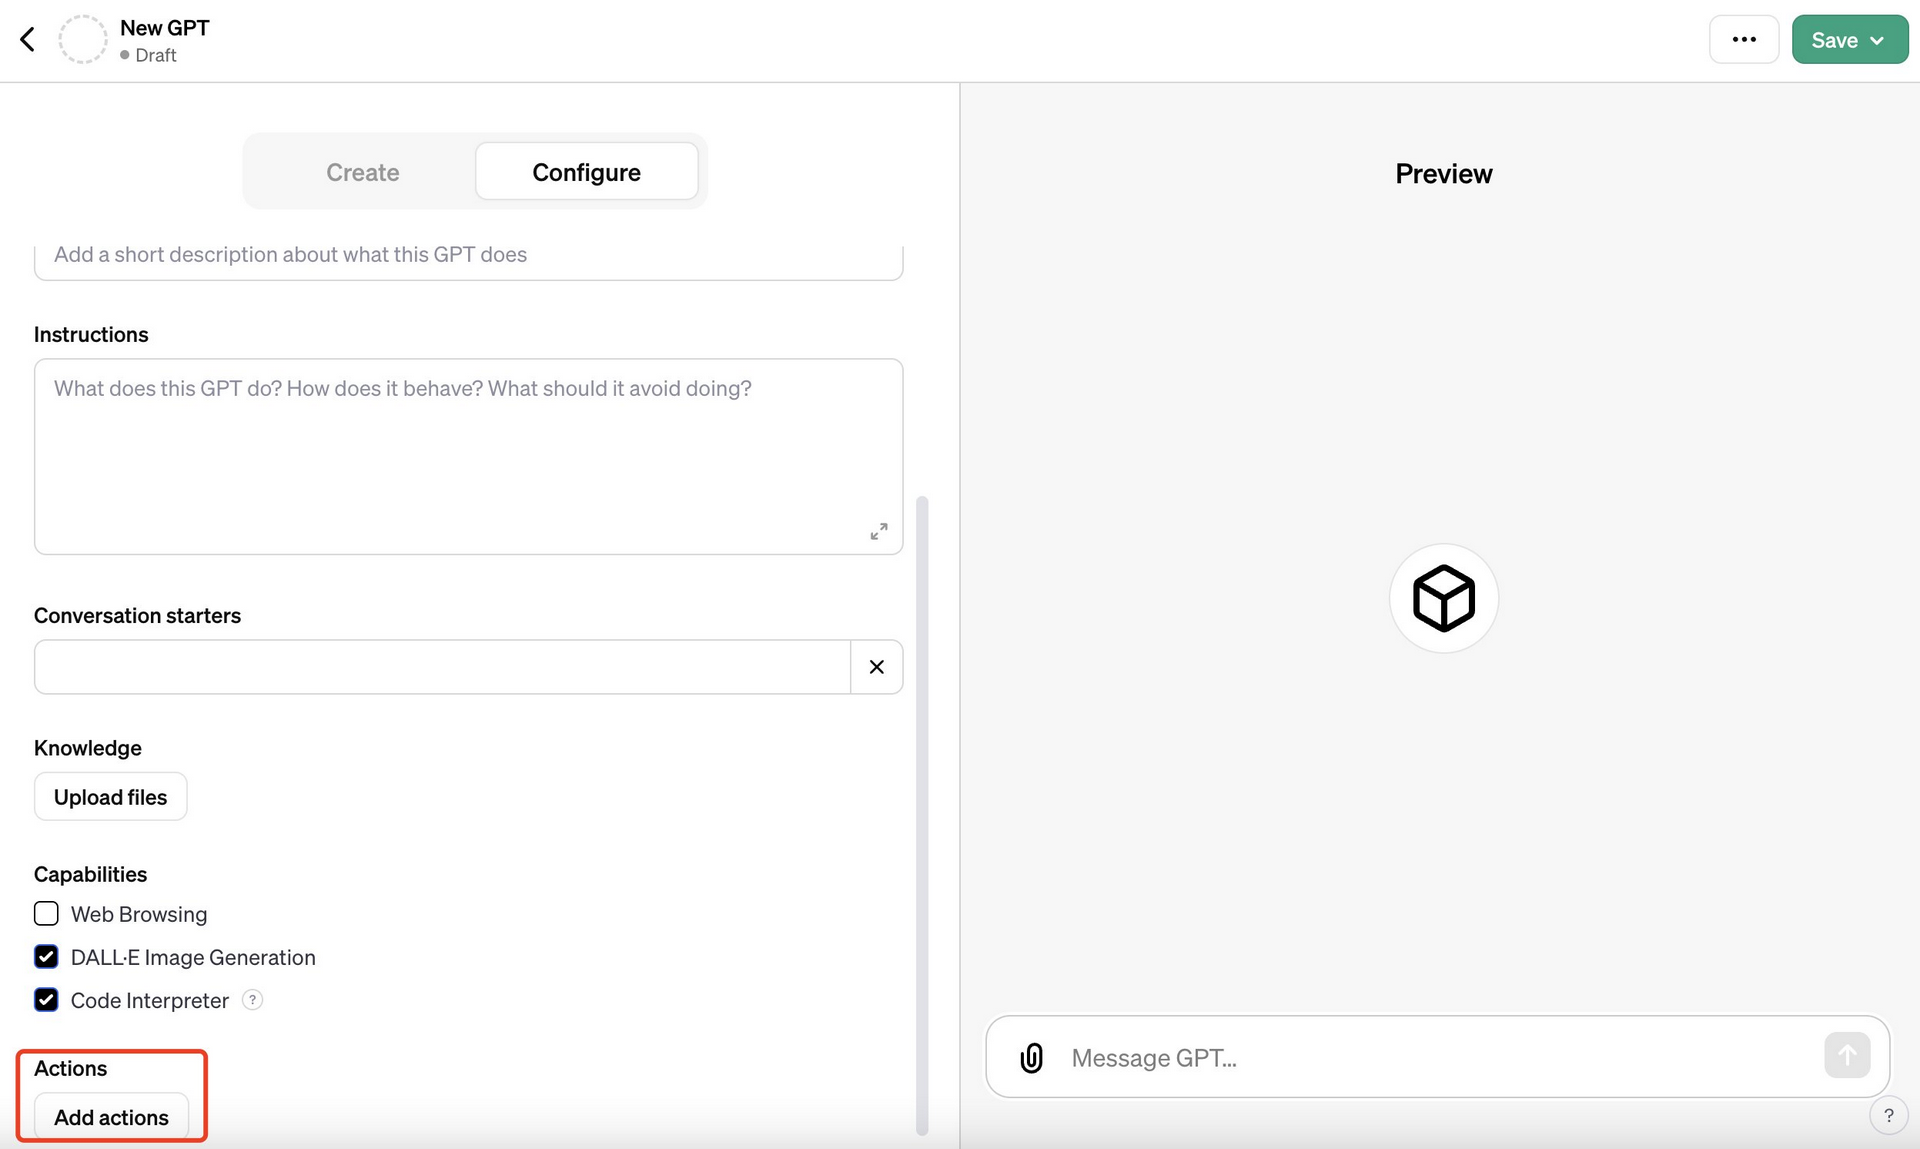 New GPT
Draft
Save
Create
Configure
Preview
Add a short description about what this GPT does
Instructions
What does this GPT do? How does it behave? What should it avoid doing?
Conversation starters
Knowledge
Upload files
Capabilities
Web Browsing
DALL·E Image Generation
Code Interpreter ?
Actions
Add actions
Message GPT…
?